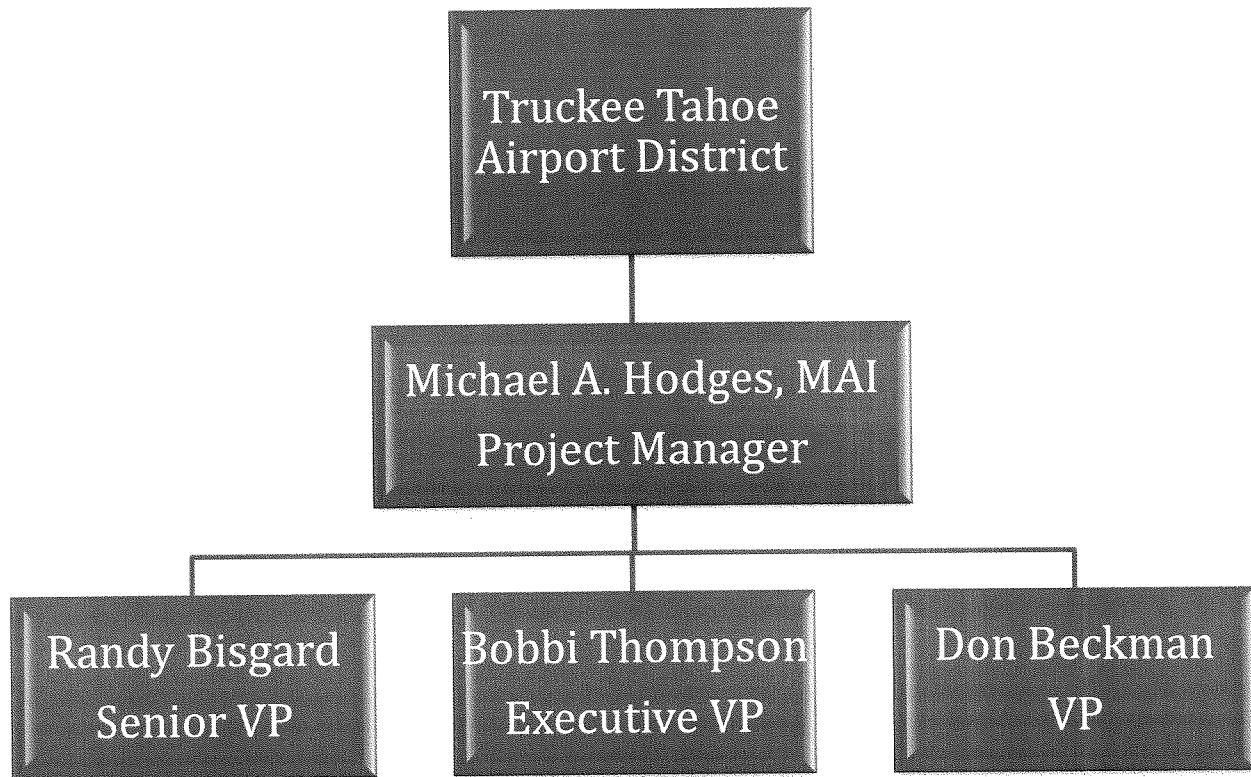 Truckee Tahoe
Airport District
Michael A. Hodges, MAI
Project Manager
Randy Bisgard
Senior VP
Bobbi Thompson
Executive VP
Don Beckman
VP